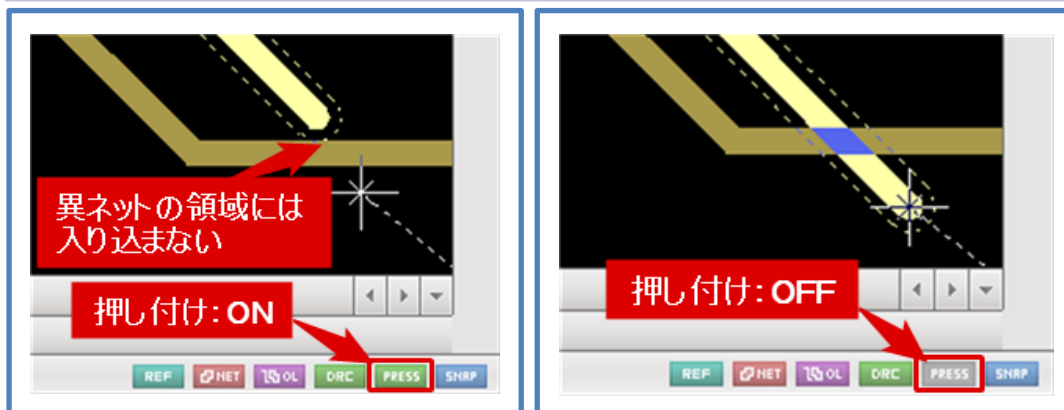 異ネットの領域には
入り込まない
押し付け: ON
REF NET OL DRC PRESS SNAP
押し付け: OFF
REF NET OL DRC PRESS SNAP